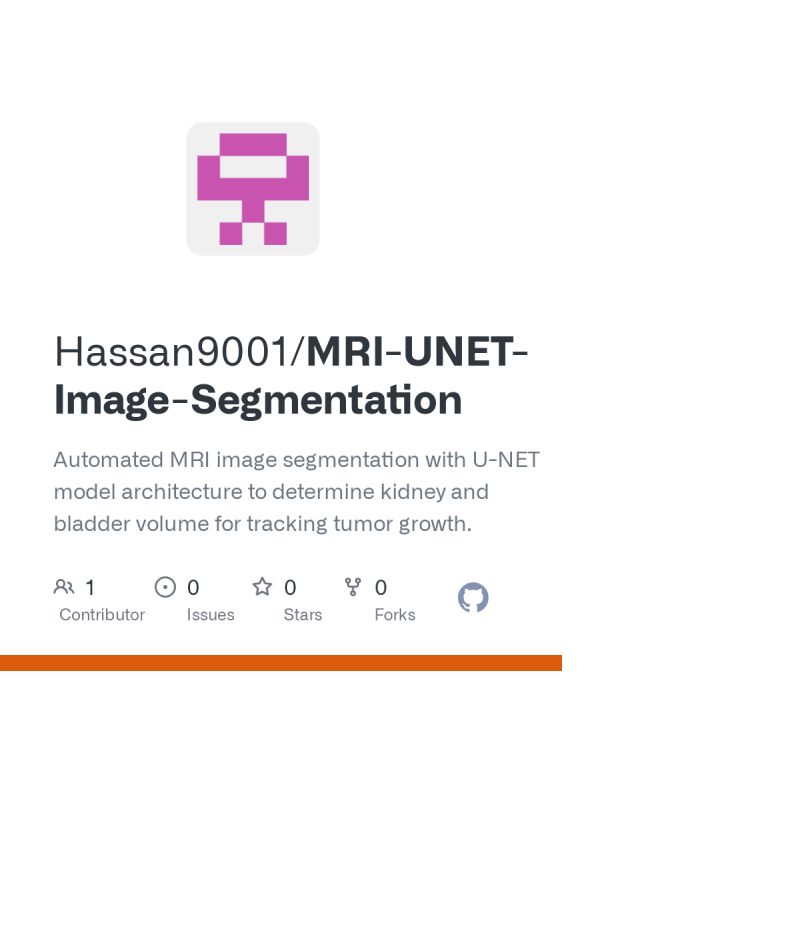 Hassan9001/MRI-UNET-
Image-Segmentation
Automated MRI image segmentation with U-NET
model architecture to determine kidney and
bladder volume for tracking tumor growth.
1 0 0 0
Contributor Issues Stars Forks